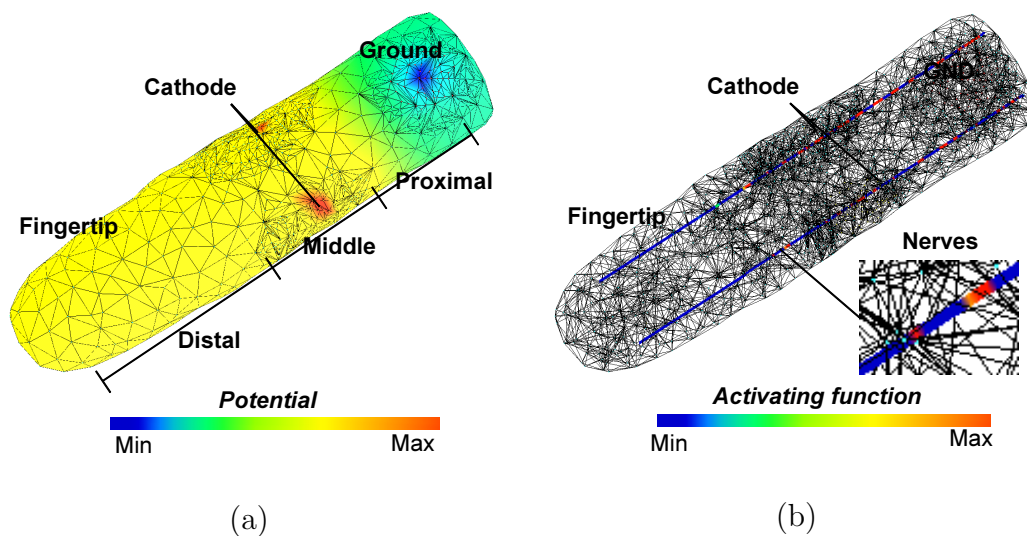 Ground
Cathode
Proximal
Fingertip
Middle
Distal
Potential
Min
Max
(a)
GND
Cathode
Fingertip
Nerves
Activating function
Min
Max
(b)